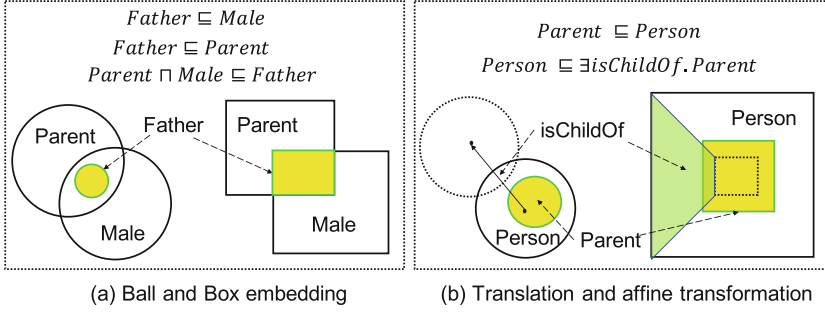 Father ⊑ Male
Father ⊑ Parent
Parent ⊓ Male ⊑ Father
Parent
Father
Male
Parent
Male
(a) Ball and Box embedding
Parent ⊑ Person
Person ⊑ ∃isChildOf.Parent
isChildOf
Person
Parent
Person
(b) Translation and affine transformation